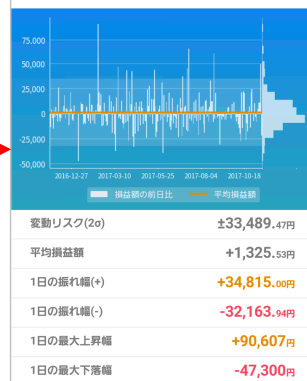 75,000
50,000
25,000
0
-25,000
-50,000
2016-12-27 2017-03-10 2017-05-25 2017-08-04 2017-10-16
損益額の前日比 平均損益額
変動リスク(2σ) ±33,489.47円
平均損益額 +1,325.53円
1日の振れ幅(+) +34,815.00円
1日の振れ幅(-) -32,163.94円
1日の最大上昇幅 +90,607円
1日の最大下落幅 -47,300円